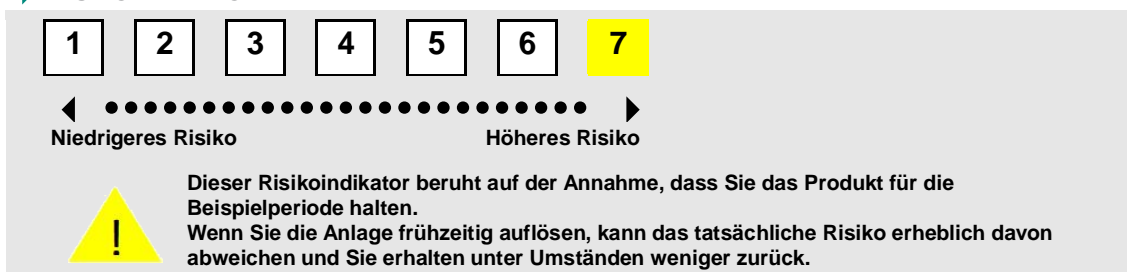 1 2 3 4 5 6 7
Niedrigeres Risiko Höheres Risiko
Dieser Risikoindikator beruht auf der Annahme, dass Sie das Produkt für die
Beispielperiode halten.
! Wenn Sie die Anlage frühzeitig auflösen, kann das tatsächliche Risiko erheblich davon
abweichen und Sie erhalten unter Umständen weniger zurück.